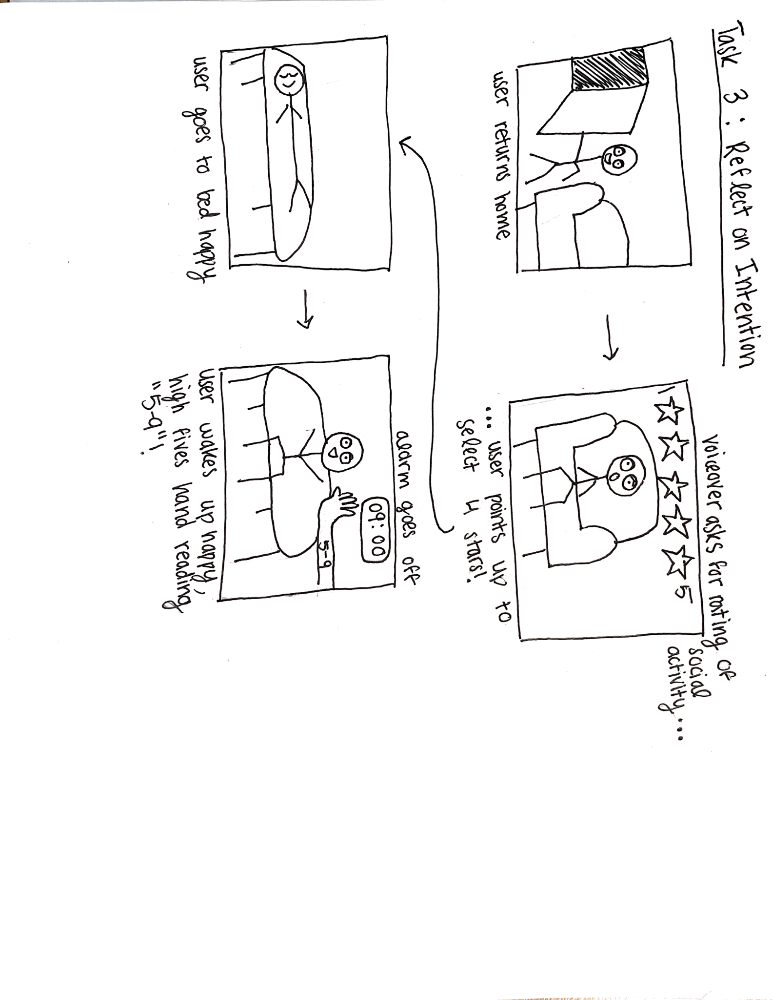 Task 3: Reflect on Intention
user returns home
voiceover asks for rating of
social
activity...
1 5
... user points up to
select 4 stars!
user goes to bed happy
alarm goes off
09:00
5-9
user wakes up happy,
high fives hand reading
"5-9"!